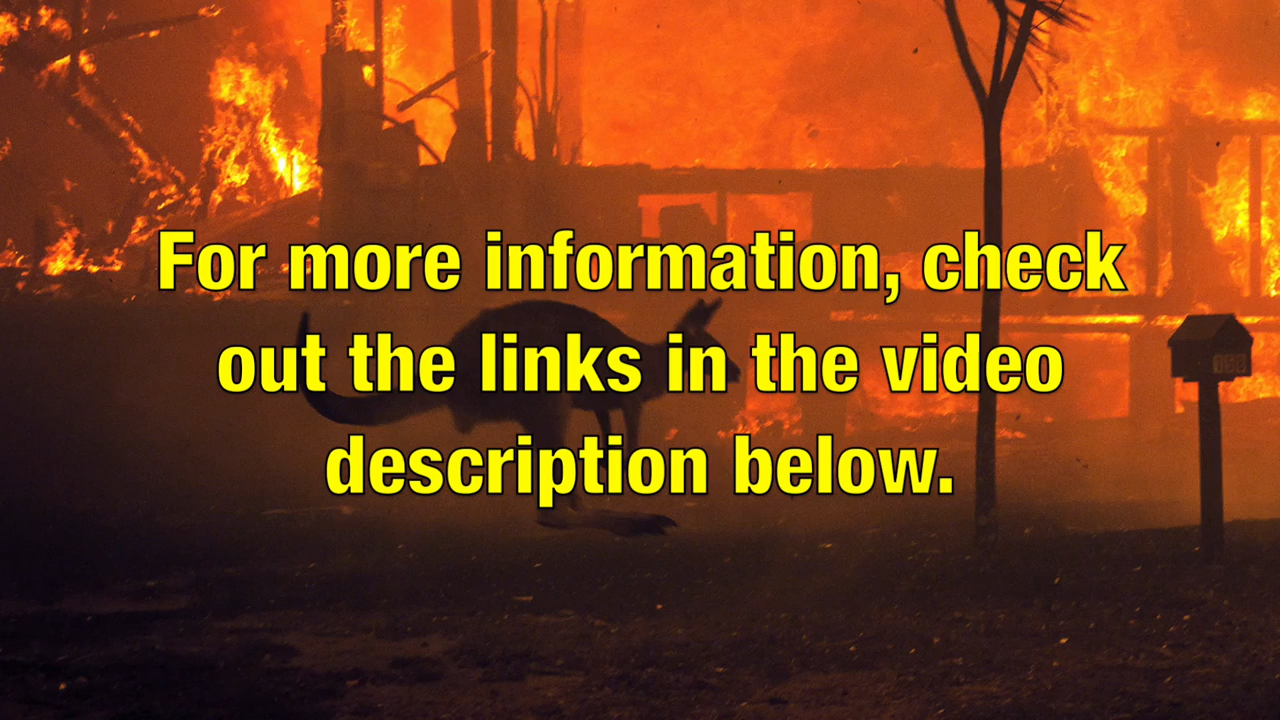 For more information, check
out the links in the video
description below.